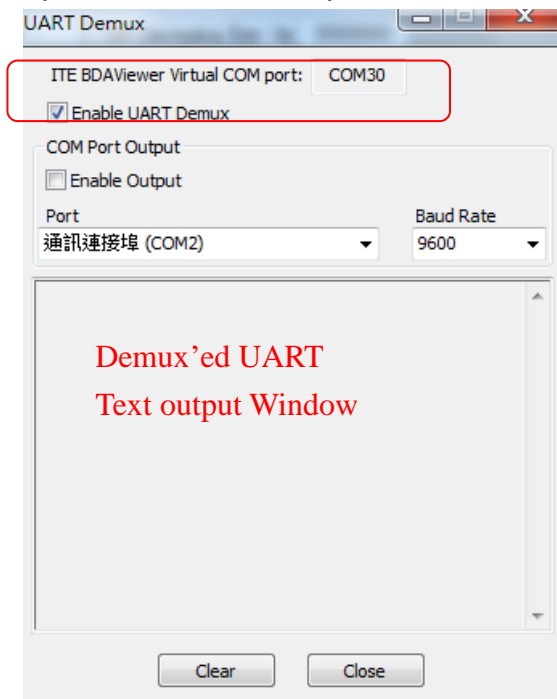 UART Demux
ITE BDAViewer Virtual COM port: COM30
Enable UART Demux
COM Port Output
Enable Output
Port Baud Rate
通訊連接埠 (COM2) 9600
Demux’ed UART
Text output Window
Clear Close